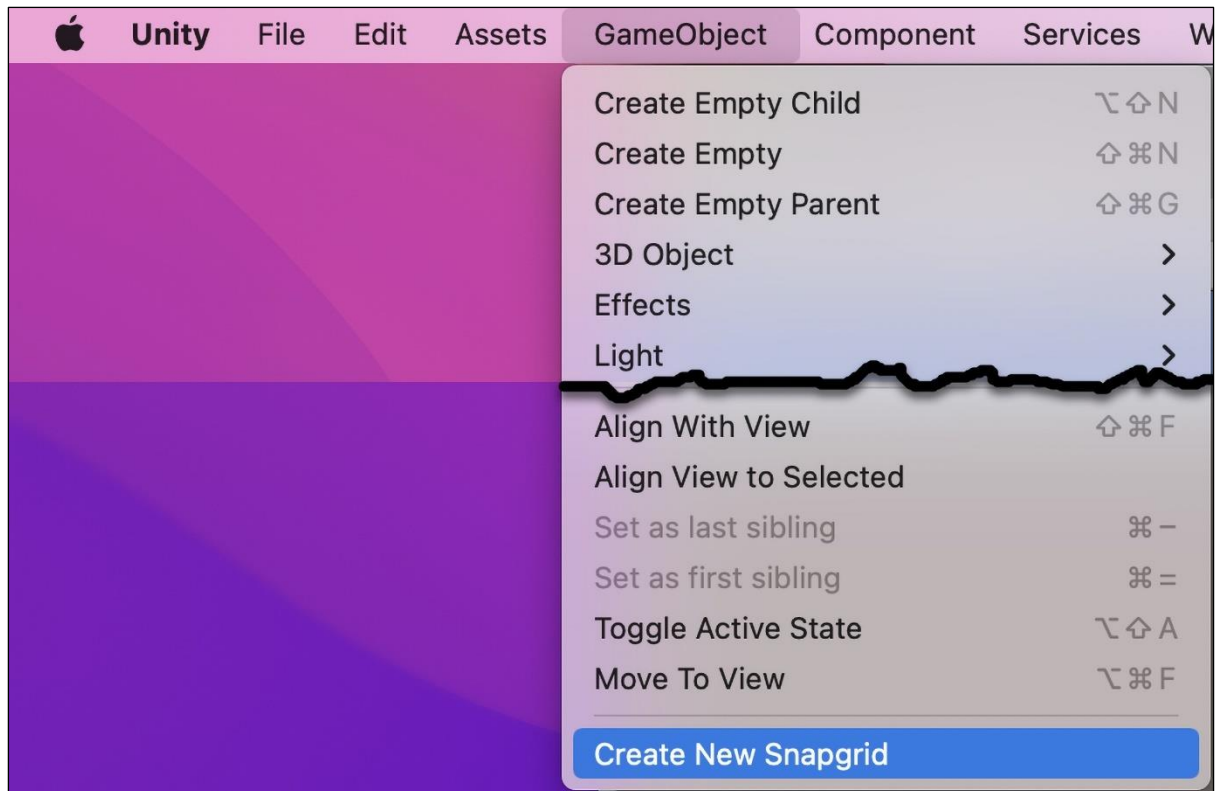 Unity File Edit Assets GameObject Component Services W
Create Empty Child ⌥⇧N
Create Empty ⇧⌘N
Create Empty Parent ⇧⌘G
3D Object >
Effects >
Light >
Align With View ⇧⌘F
Align View to Selected
Set as last sibling ⌘−
Set as first sibling ⌘=
Toggle Active State ⌥⇧A
Move To View ⌥⌘F
Create New Snapgrid